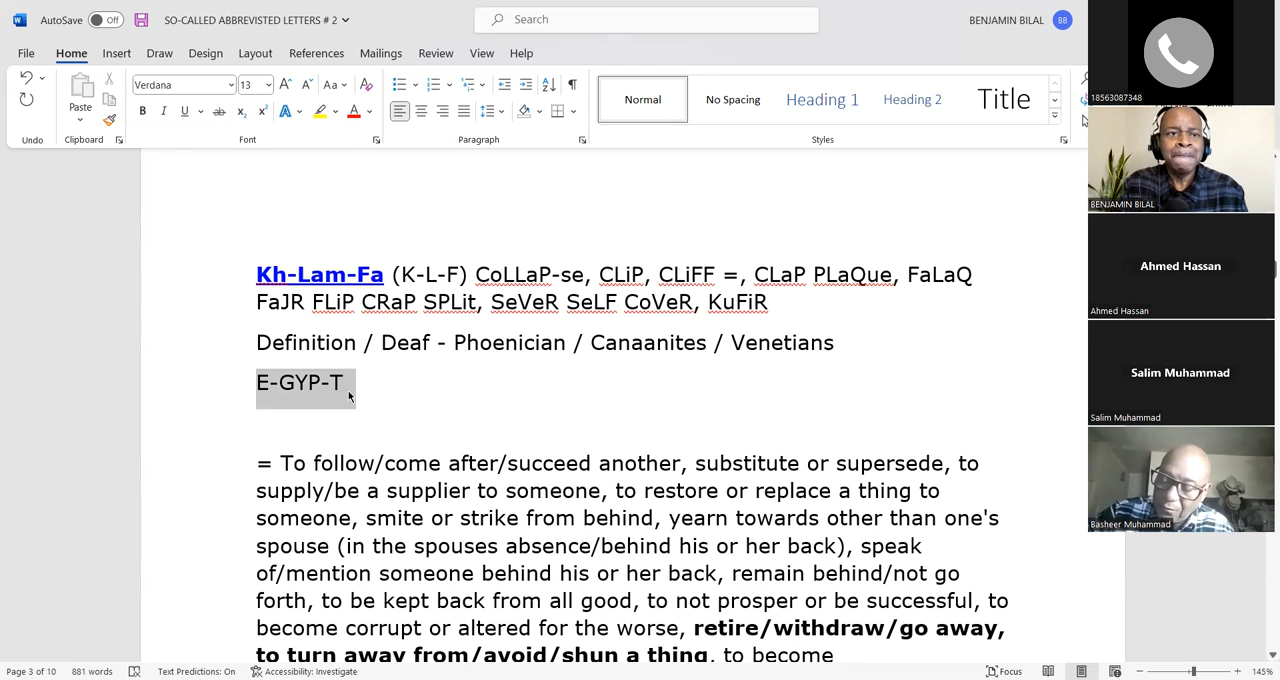 AutoSave Off SO-CALLED ABBREVISTED LETTERS # 2 Search BENJAMIN BILAL BB
File Home Insert Draw Design Layout References Mailings Review View Help
Verdana 13 Aa
Paste B I U ab x₂ x² A A
Normal No Spacing Heading 1 Heading 2 Title
Undo Clipboard Font Paragraph Styles
Kh-Lam-Fa (K-L-F) CoLLaP-se, CLiP, CLiFF =, CLaP PLaQue, FaLaQ
FaJR FLiP CRaP SPLit, SeVeR SeLF CoVeR, KuFiR
Definition / Deaf - Phoenician / Canaanites / Venetians
E-GYP-T
= To follow/come after/succeed another, substitute or supersede, to
supply/be a supplier to someone, to restore or replace a thing to
someone, smite or strike from behind, yearn towards other than one's
spouse (in the spouses absence/behind his or her back), speak
of/mention someone behind his or her back, remain behind/not go
forth, to be kept back from all good, to not prosper or be successful, to
become corrupt or altered for the worse, retire/withdraw/go away,
to turn away from/avoid/shun a thing, to become
Page 3 of 10 881 words Text Predictions: On Accessibility: Investigate Focus 145%
18563087348
BENJAMIN BILAL
Ahmed Hassan
Ahmed Hassan
Salim Muhammad
Salim Muhammad
Basheer Muhammad